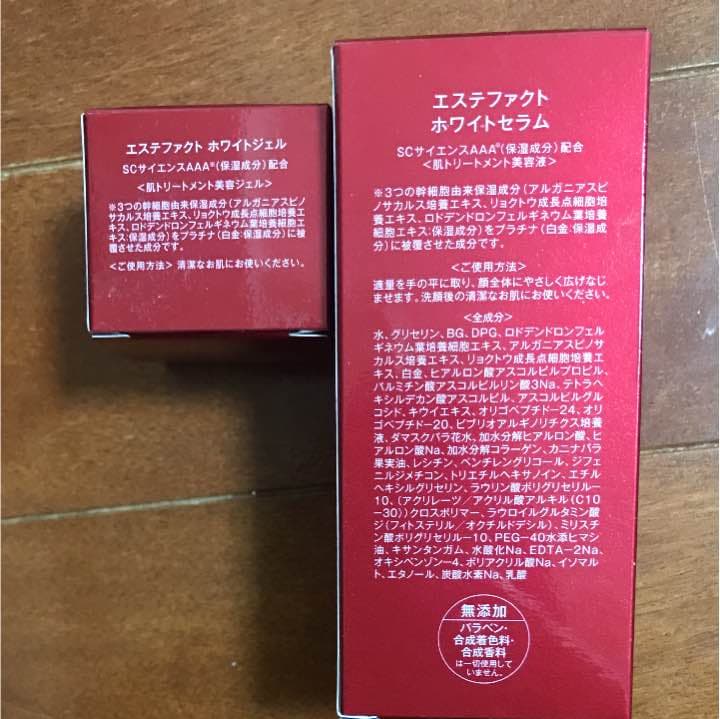 エステファクト ホワイトジェル
SCサイエンスAAA※(保湿成分)配合
<肌トリートメント美容ジェル>
※3つの幹細胞由来保湿成分(アルガニアスピノ
サカルス培養エキス、リョクトウ成長点細胞培養エ
キス、ロドデンドロンフェルギネウム葉培養細胞エ
キス:保湿成分)をプラチナ(白金:保湿成分)に被
覆させた成分です。
<ご使用方法> 清潔なお肌にお使いください。
エステファクト
ホワイトセラム
SCサイエンスAAA※(保湿成分)配合
<肌トリートメント美容液>
※3つの幹細胞由来保湿成分(アルガニアスピ
ノサカルス培養エキス、リョクトウ成長点細胞培
養エキス、ロドデンドロンフェルギネウム葉培養
細胞エキス:保湿成分)をプラチナ(白金:保湿成
分)に被覆させた成分です。
<ご使用方法>
適量を手の平に取り、顔全体にやさしく広げなじ
ませます。洗顔後の清潔なお肌にお使いください。
<全成分>
水、グリセリン、BG、DPG、ロドデンドロンフェル
ギネウム葉培養細胞エキス、アルガニアスピノサ
カルス培養エキス、リョクトウ成長点細胞培養エキ
ス、白金、ヒアルロン酸アスコルビルプロピル、
パルミチン酸アスコルビルリン酸3Na、テトラヘ
キシルデカン酸アスコルビル、アスコルビルグル
コシド、キウイエキス、オリゴペプチド-24、オリ
ゴペプチド-20、ビブリオアルギノリチクス培養
液、ダマスクバラ花水、加水分解ヒアルロン酸、ヒ
アルロン酸Na、加水分解コラーゲン、カニナバラ
果実油、レシチン、ペンチレングリコール、ジフェ
ニルジメチコン、トリエチルヘキサノイン、エチル
ヘキシルグリセリン、ラウリン酸ポリグリセリル-
10、(アクリレーツ/アクリル酸アルキル(C10
-30))クロスポリマー、ラウロイルグルタミン酸
ジ(フィトステリル/オクチルドデシル)、ミリスチ
ン酸ポリグリセリル-10、PEG-40水添ヒマシ
油、キサンタンガム、水酸化Na、EDTA-2Na、
オキシベンゾン-4、ポリアクリル酸Na、イソマル
ト、エタノール、炭酸水素Na、乳酸
無添加
パラベン・
合成着色料・
合成香料
は一切使用して
いません。